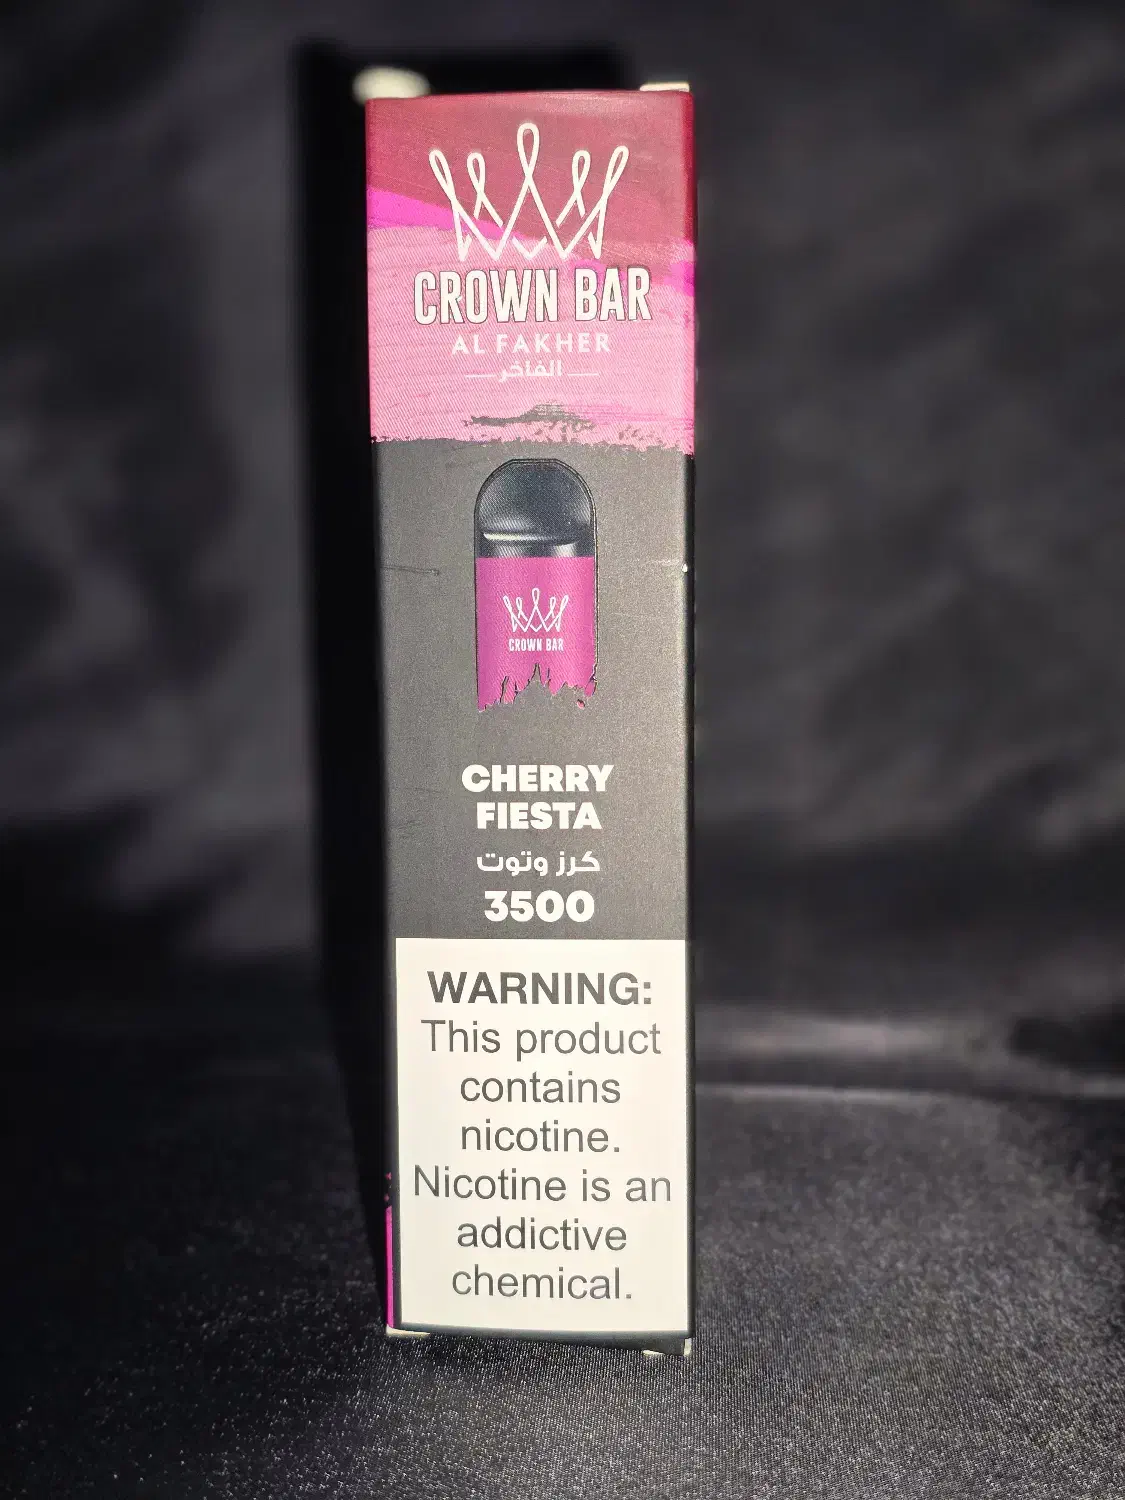 CROWN BAR
AL FAKHER
الفاخر
CROWN BAR
CHERRY
FIESTA
كرز وتوت
3500
WARNING:
This product
contains
nicotine.
Nicotine is an
addictive
chemical.